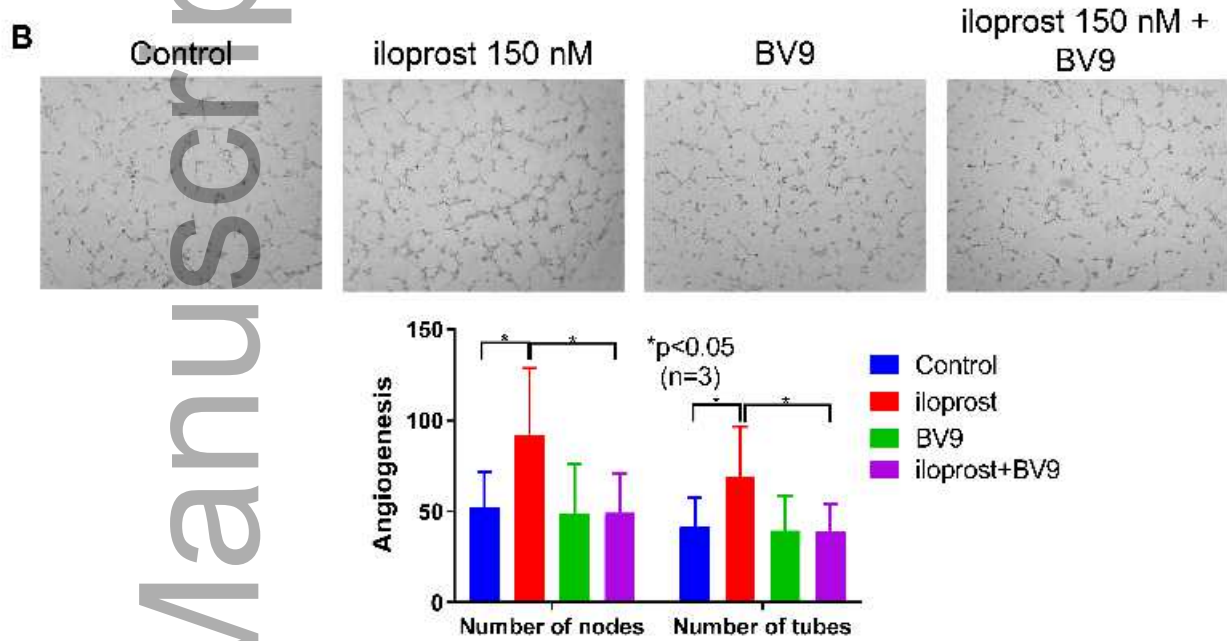 B
Control
iloprost 150 nM
BV9
iloprost 150 nM +
BV9
Manuscrip
150
100
50
0
Angiogenesis
* *
*p<0.05
(n=3)
* *
Control
iloprost
BV9
iloprost+BV9
Number of nodes Number of tubes